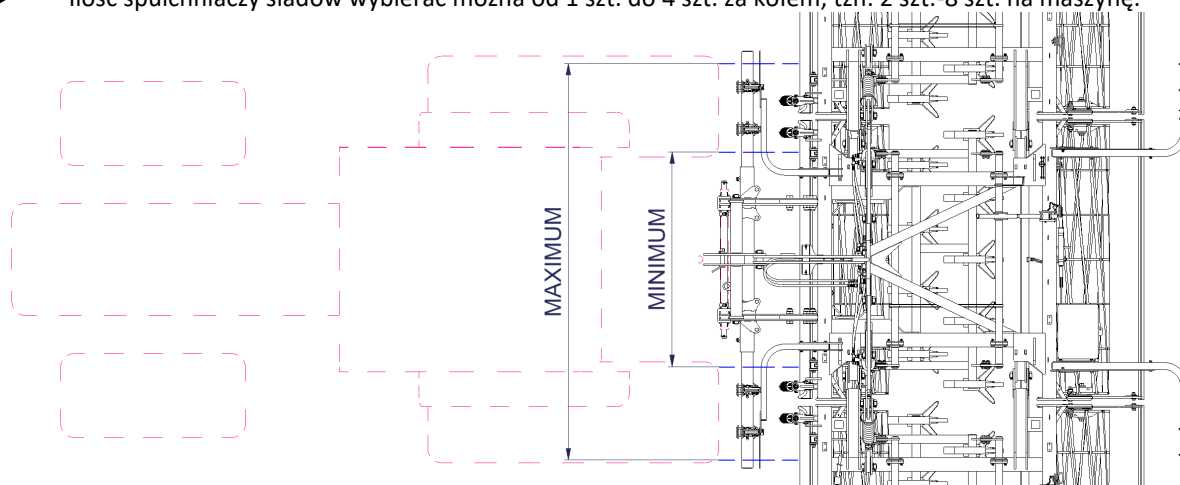 Ilość spulchniaczy śladów wybierać można od 1 szt. do 4 szt. za kołem, tzn. 2 szt.-8 szt. na maszynę.
MAXIMUM
MINIMUM